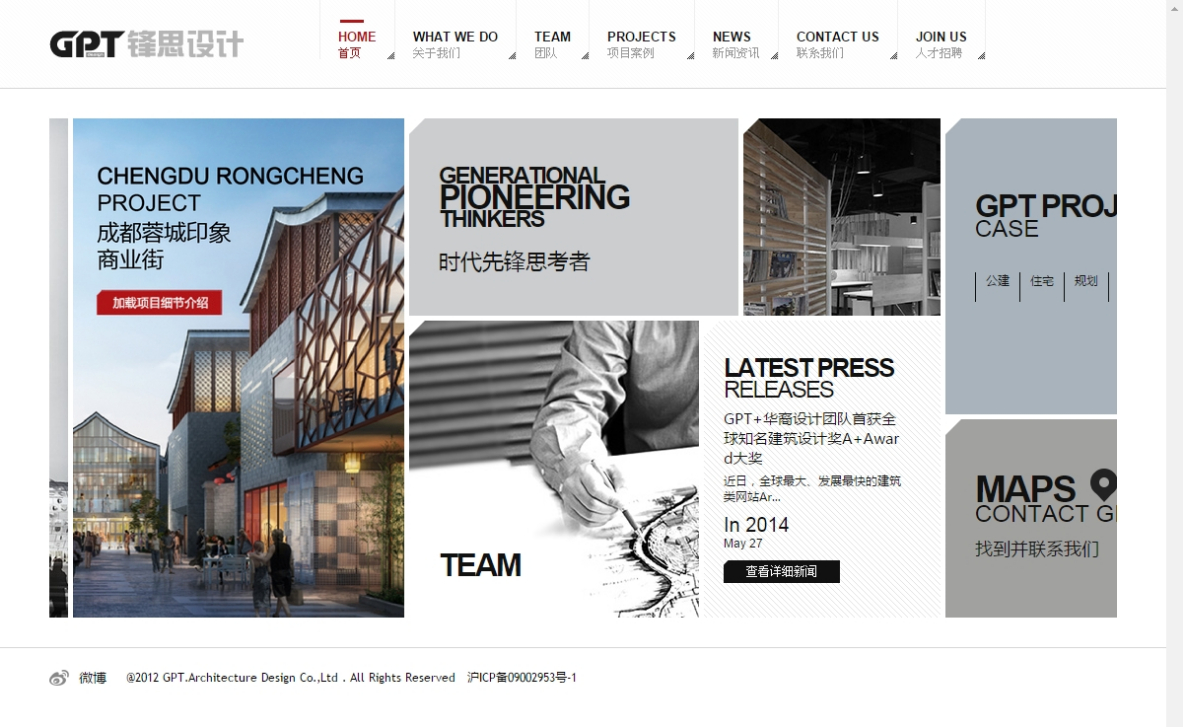 GPT锋思设计
HOME
首页
WHAT WE DO
关于我们
TEAM
团队
PROJECTS
项目案例
NEWS
新闻资讯
CONTACT US
联系我们
JOIN US
人才招聘
CHENGDU RONGCHENG
PROJECT
成都蓉城印象
商业街
加载项目细节介绍
GENERATIONAL
PIONEERING
THINKERS
时代先锋思考者
GPT PROJ
CASE
公建
住宅
规划
TEAM
LATEST PRESS
RELEASES
GPT+华裔设计团队首获全
球知名建筑设计奖A+Awar
d大奖
近日，全球最大、发展最快的建筑
类网站Ar...
In 2014
May 27
查看详细新闻
MAPS
CONTACT G
找到并联系我们
微博 @2012 GPT.Architecture Design Co.,Ltd . All Rights Reserved 沪ICP备09002953号-1